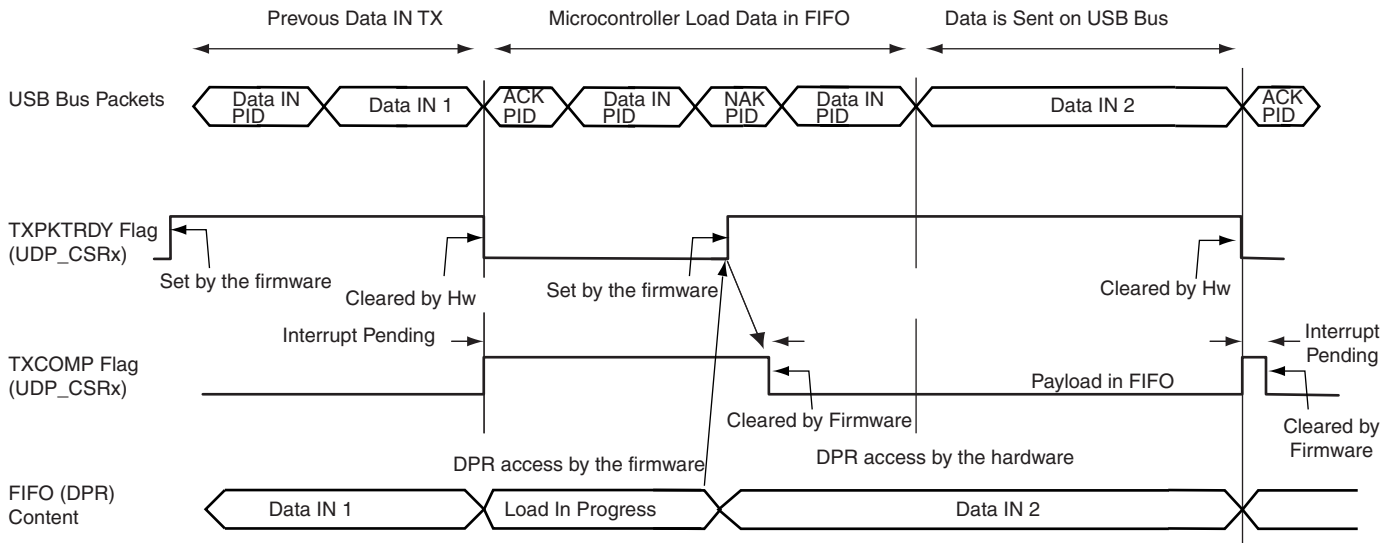 Prevous Data IN TX
Microcontroller Load Data in FIFO
Data is Sent on USB Bus
USB Bus Packets
Data IN
PID
Data IN 1
ACK
PID
Data IN
PID
NAK
PID
Data IN
PID
Data IN 2
ACK
PID
TXPKTRDY Flag
(UDP_CSRx)
Set by the firmware
Cleared by Hw
Set by the firmware
Cleared by Hw
Interrupt Pending
Interrupt
Pending
TXCOMP Flag
(UDP_CSRx)
Payload in FIFO
Cleared by Firmware
Cleared by
Firmware
DPR access by the firmware
DPR access by the hardware
FIFO (DPR)
Content
Data IN 1
Load In Progress
Data IN 2